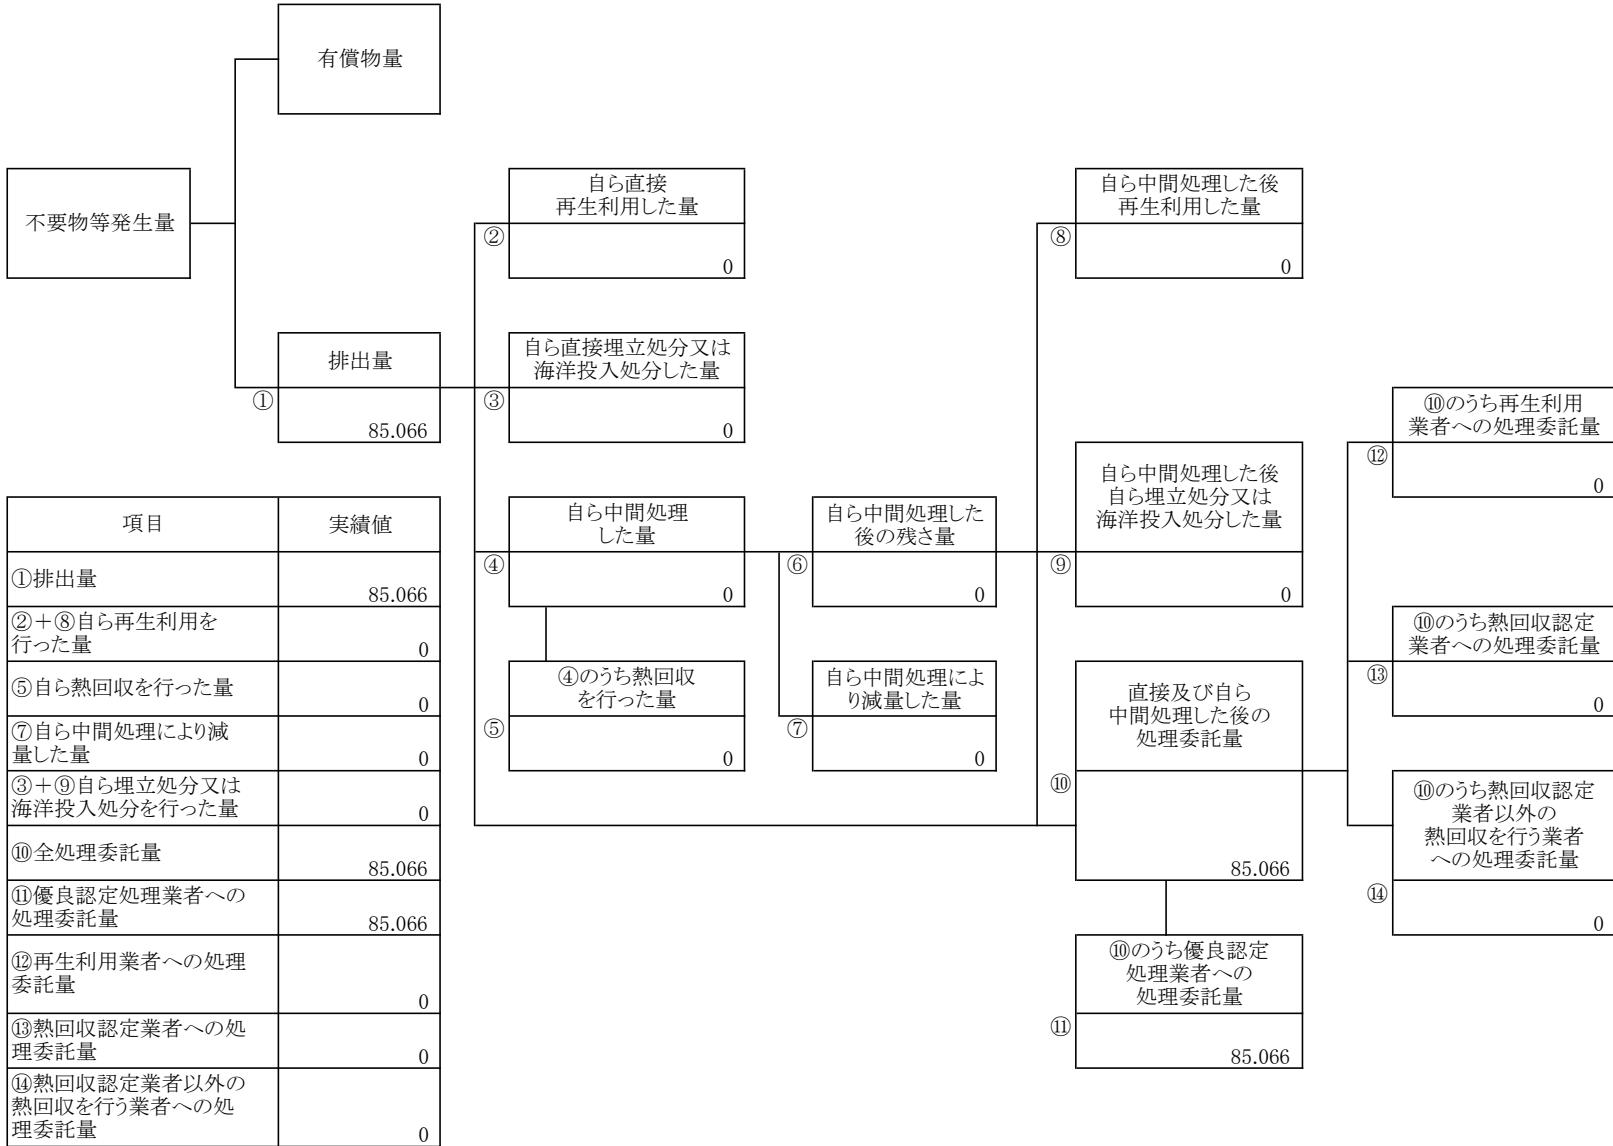 有償物量
不要物等発生量
自ら直接
再生利用した量
②
0
自ら中間処理した後
再生利用した量
⑧
0
排出量
①
85.066
自ら直接埋立処分又は
海洋投入処分した量
③
0
自ら中間処理
した量
④
0
自ら中間処理した
後の残さ量
⑥
0
自ら中間処理した後
自ら埋立処分又は
海洋投入処分した量
⑨
0
⑩のうち再生利用
業者への処理委託量
⑫
0
④のうち熱回収
を行った量
⑤
0
自ら中間処理によ
り減量した量
⑦
0
直接及び自ら
中間処理した後の
処理委託量
⑩
85.066
⑩のうち熱回収認定
業者への処理委託量
⑬
0
⑩のうち熱回収認定
業者以外の
熱回収を行う業者
への処理委託量
⑭
0
⑩のうち優良認定
処理業者への
処理委託量
⑪
85.066
項目
実績値
①排出量
85.066
②＋⑧自ら再生利用を
行った量
0
⑤自ら熱回収を行った量
0
⑦自ら中間処理により減
量した量
0
③＋⑨自ら埋立処分又は
海洋投入処分を行った量
0
⑩全処理委託量
85.066
⑪優良認定処理業者への
処理委託量
85.066
⑫再生利用業者への処理
委託量
0
⑬熱回収認定業者への処
理委託量
0
⑭熱回収認定業者以外の
熱回収を行う業者への処
理委託量
0